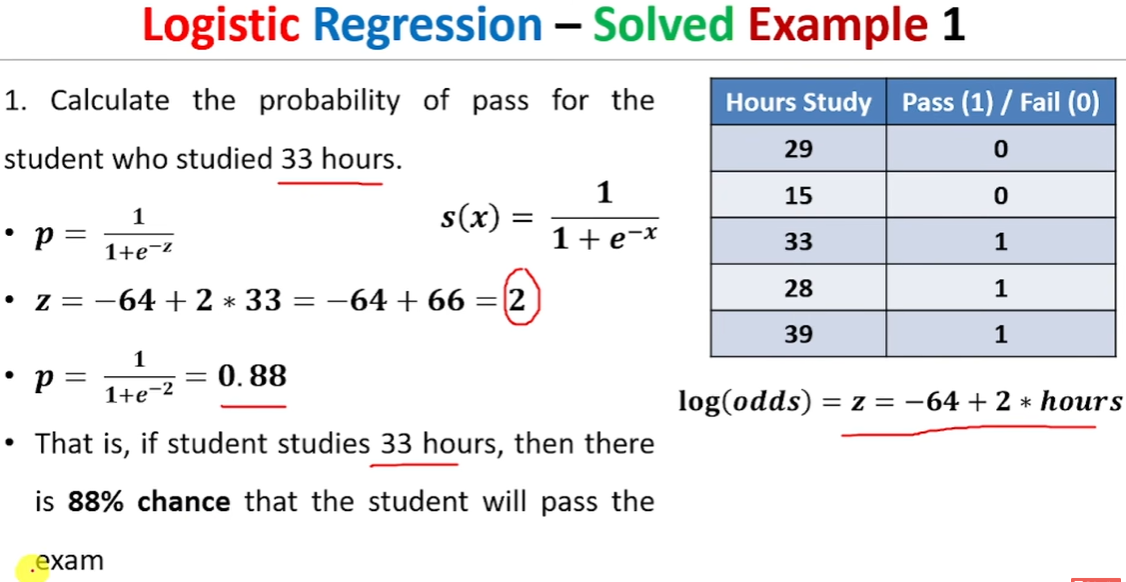 Logistic Regression – Solved Example 1
1. Calculate the probability of pass for the
student who studied 33 hours.
• p = 1 / 1+e^−z
s(x) = 1 / 1 + e^−x
• z = −64 + 2 * 33 = −64 + 66 = 2
• p = 1 / 1+e^−2 = 0.88
• That is, if student studies 33 hours, then there
is 88% chance that the student will pass the
exam
Hours Study Pass (1) / Fail (0)
29 0
15 0
33 1
28 1
39 1
log(odds) = z = −64 + 2 * hours